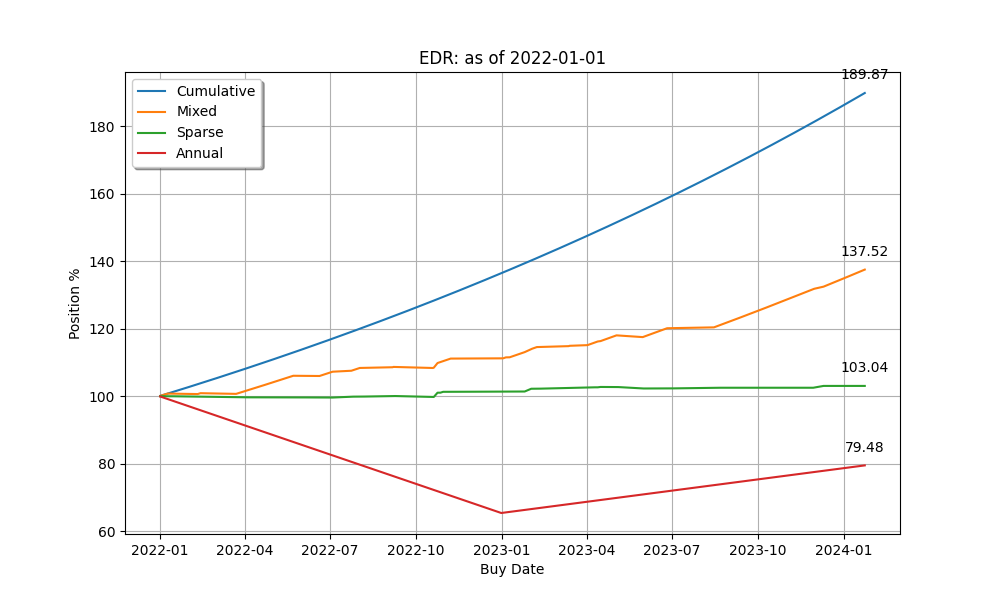 EDR: as of 2022-01-01
189.87
Cumulative
Mixed
Sparse
Annual
180
160
140
120
100
80
60
137.52
103.04
79.48
Position %
2022-01 2022-04 2022-07 2022-10 2023-01 2023-04 2023-07 2023-10 2024-01
Buy Date